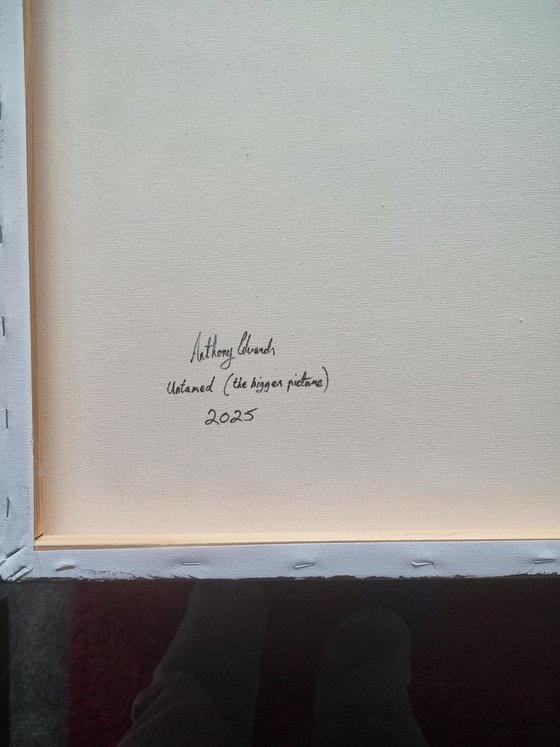 Anthony Edwards
Untamed (the bigger picture)
2025